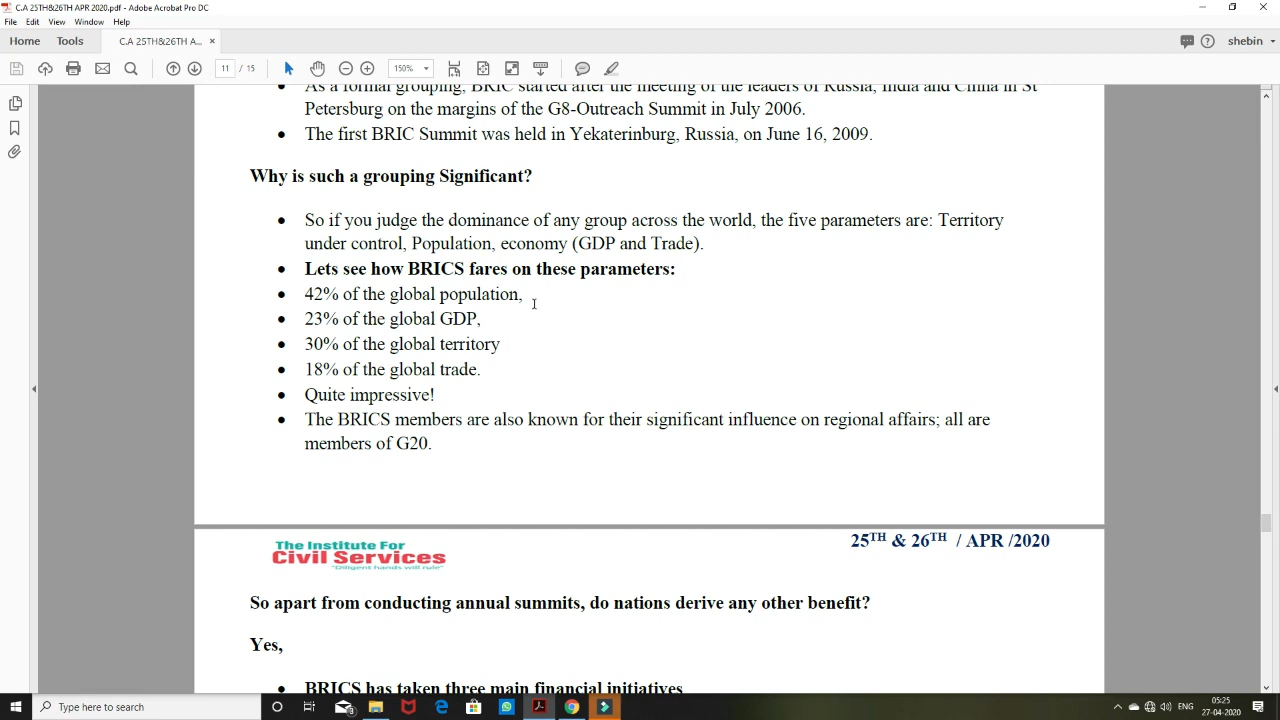 C.A 25TH&26TH APR 2020.pdf - Adobe Acrobat Pro DC
File Edit View Window Help
Home Tools C.A 25TH&26TH A... × shebin
11 / 15 150%
As a formal grouping, BRIC started after the meeting of the leaders of Russia, India and China in St
Petersburg on the margins of the G8-Outreach Summit in July 2006.
• The first BRIC Summit was held in Yekaterinburg, Russia, on June 16, 2009.
Why is such a grouping Significant?
• So if you judge the dominance of any group across the world, the five parameters are: Territory
under control, Population, economy (GDP and Trade).
• Lets see how BRICS fares on these parameters:
• 42% of the global population,
• 23% of the global GDP,
• 30% of the global territory
• 18% of the global trade.
• Quite impressive!
• The BRICS members are also known for their significant influence on regional affairs; all are
members of G20.
The Institute For
Civil Services
"Diligent hands will rule"
25TH & 26TH / APR /2020
So apart from conducting annual summits, do nations derive any other benefit?
Yes,
• BRICS has taken three main financial initiatives
Type here to search
ENG
05:25
27-04-2020